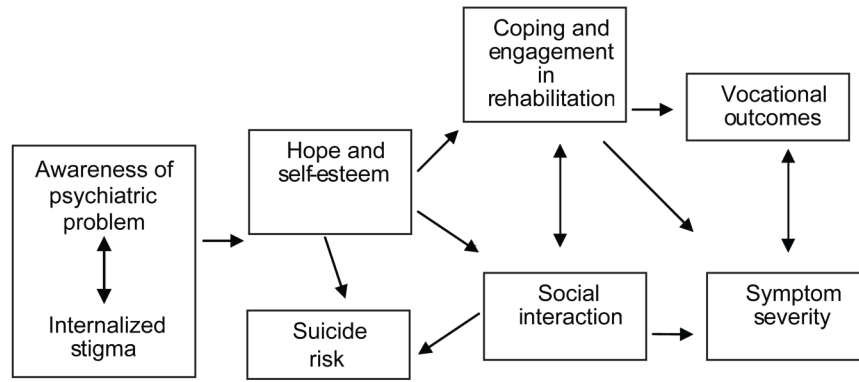 Awareness of
psychiatric
problem
Internalized
stigma
Hope and
self-esteem
Suicide
risk
Coping and
engagement
in
rehabilitation
Social
interaction
Vocational
outcomes
Symptom
severity